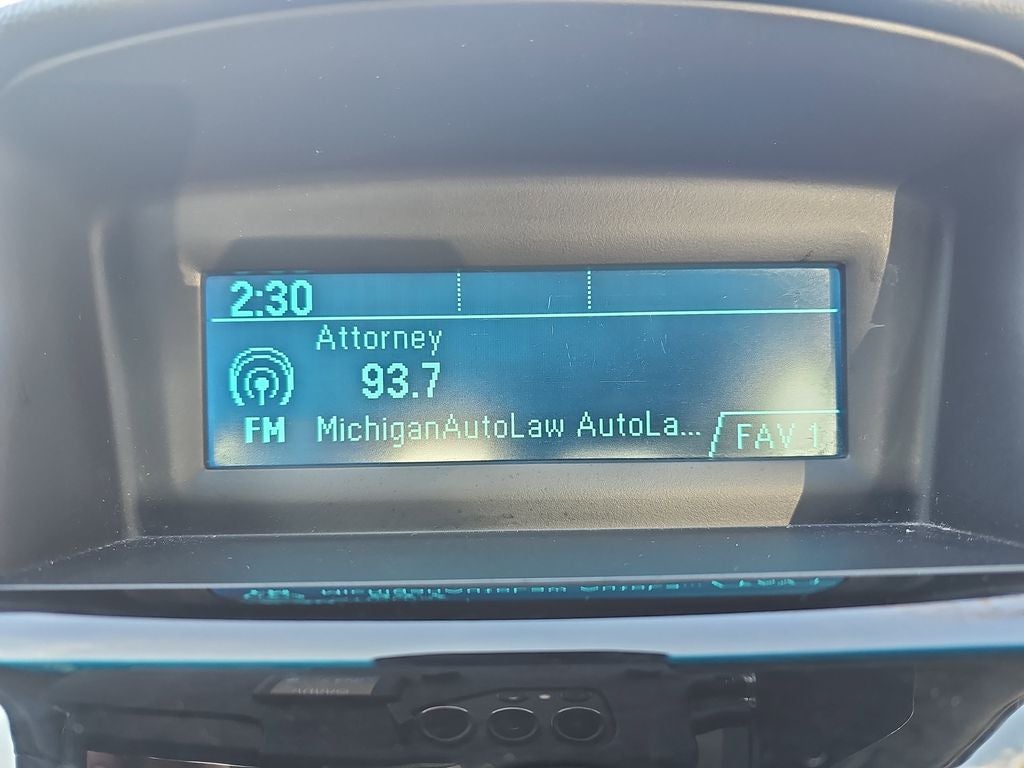 2:30
Attorney
93.7
FM MichiganAutoLaw AutoLa... FAV 1